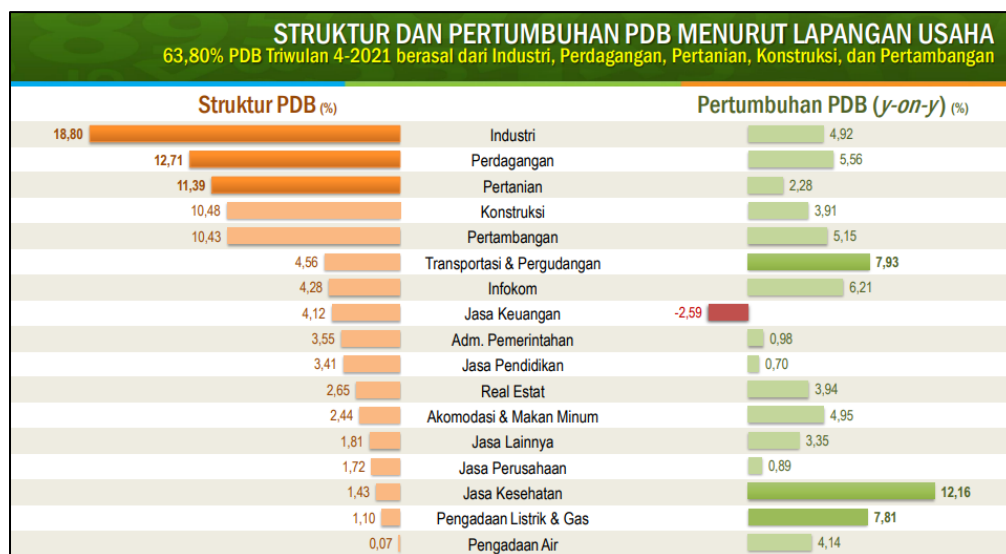 STRUKTUR DAN PERTUMBUHAN PDB MENURUT LAPANGAN USAHA
63,80% PDB Triwulan 4-2021 berasal dari Industri, Perdagangan, Pertanian, Konstruksi, dan Pertambangan
Struktur PDB (%) Pertumbuhan PDB (y-on-y) (%)
18,80 Industri 4,92
12,71 Perdagangan 5,56
11,39 Pertanian 2,28
10,48 Konstruksi 3,91
10,43 Pertambangan 5,15
4,56 Transportasi & Pergudangan 7,93
4,28 Infokom 6,21
4,12 Jasa Keuangan -2,59
3,55 Adm. Pemerintahan 0,98
3,41 Jasa Pendidikan 0,70
2,65 Real Estat 3,94
2,44 Akomodasi & Makan Minum 4,95
1,81 Jasa Lainnya 3,35
1,72 Jasa Perusahaan 0,89
1,43 Jasa Kesehatan 12,16
1,10 Pengadaan Listrik & Gas 7,81
0,07 Pengadaan Air 4,14